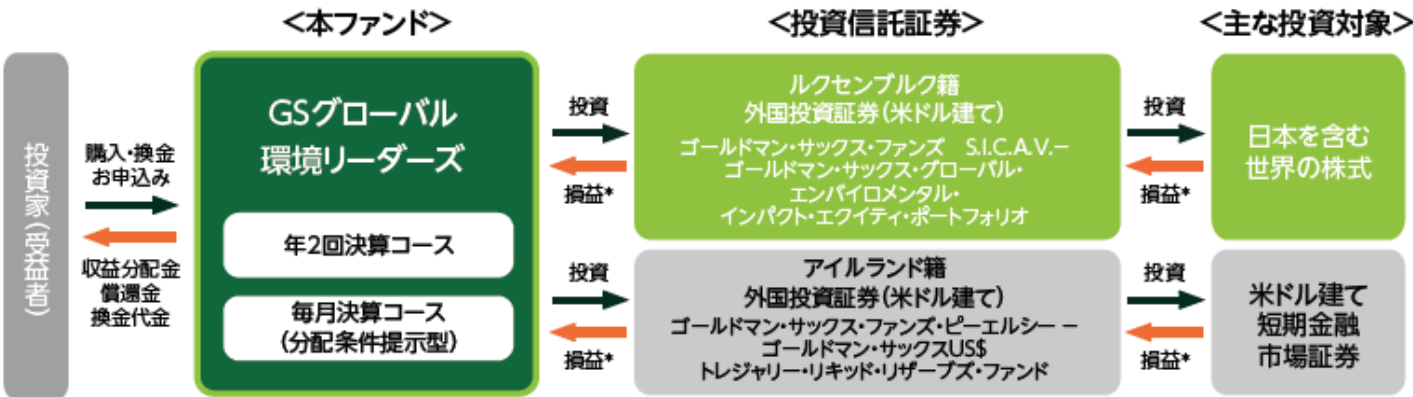 <本ファンド>
<投資信託証券>
<主な投資対象>
投資家(受益者)
購入・換金
お申込み
収益分配金
償還金
換金代金
GSグローバル
環境リーダーズ
年2回決算コース
毎月決算コース
(分配条件提示型)
投資
損益*
投資
損益*
ルクセンブルク籍
外国投資証券(米ドル建て)
ゴールドマン・サックス・ファンズ S.I.C.A.V.–
ゴールドマン・サックス・グローバル・
エンバイロメンタル・
インパクト・エクイティ・ポートフォリオ
アイルランド籍
外国投資証券(米ドル建て)
ゴールドマン・サックス・ファンズ・ピーエルシー –
ゴールドマン・サックスUS$
トレジャリー・リキッド・リザーブズ・ファンド
投資
損益*
投資
損益*
日本を含む
世界の株式
米ドル建て
短期金融
市場証券